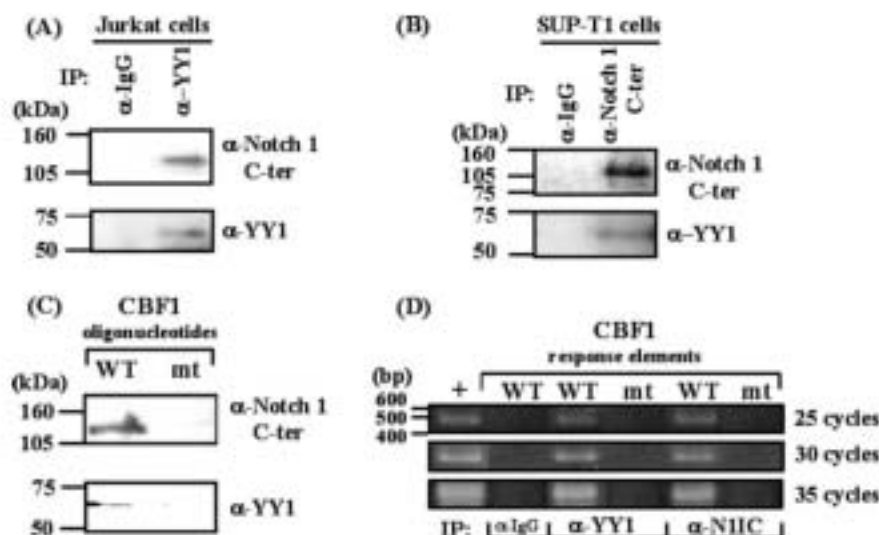 (A)
Jurkat cells
IP:
α-IgG
α-YY1
(kDa)
160
105
α-Notch 1
C-ter
75
50
α-YY1
(B)
SUP-T1 cells
IP:
α-IgG
α-Notch 1
C-ter
(kDa)
160
105
75
α-Notch 1
C-ter
75
50
α-YY1
(C)
CBF1
oligonucleotides
WT mt
(kDa)
160
105
α-Notch 1
C-ter
75
50
α-YY1
(D)
CBF1
response elements
(bp)
+ WT WT mt WT mt
600
500
400
25 cycles
30 cycles
35 cycles
IP: α-IgG α-YY1 α-N1IC